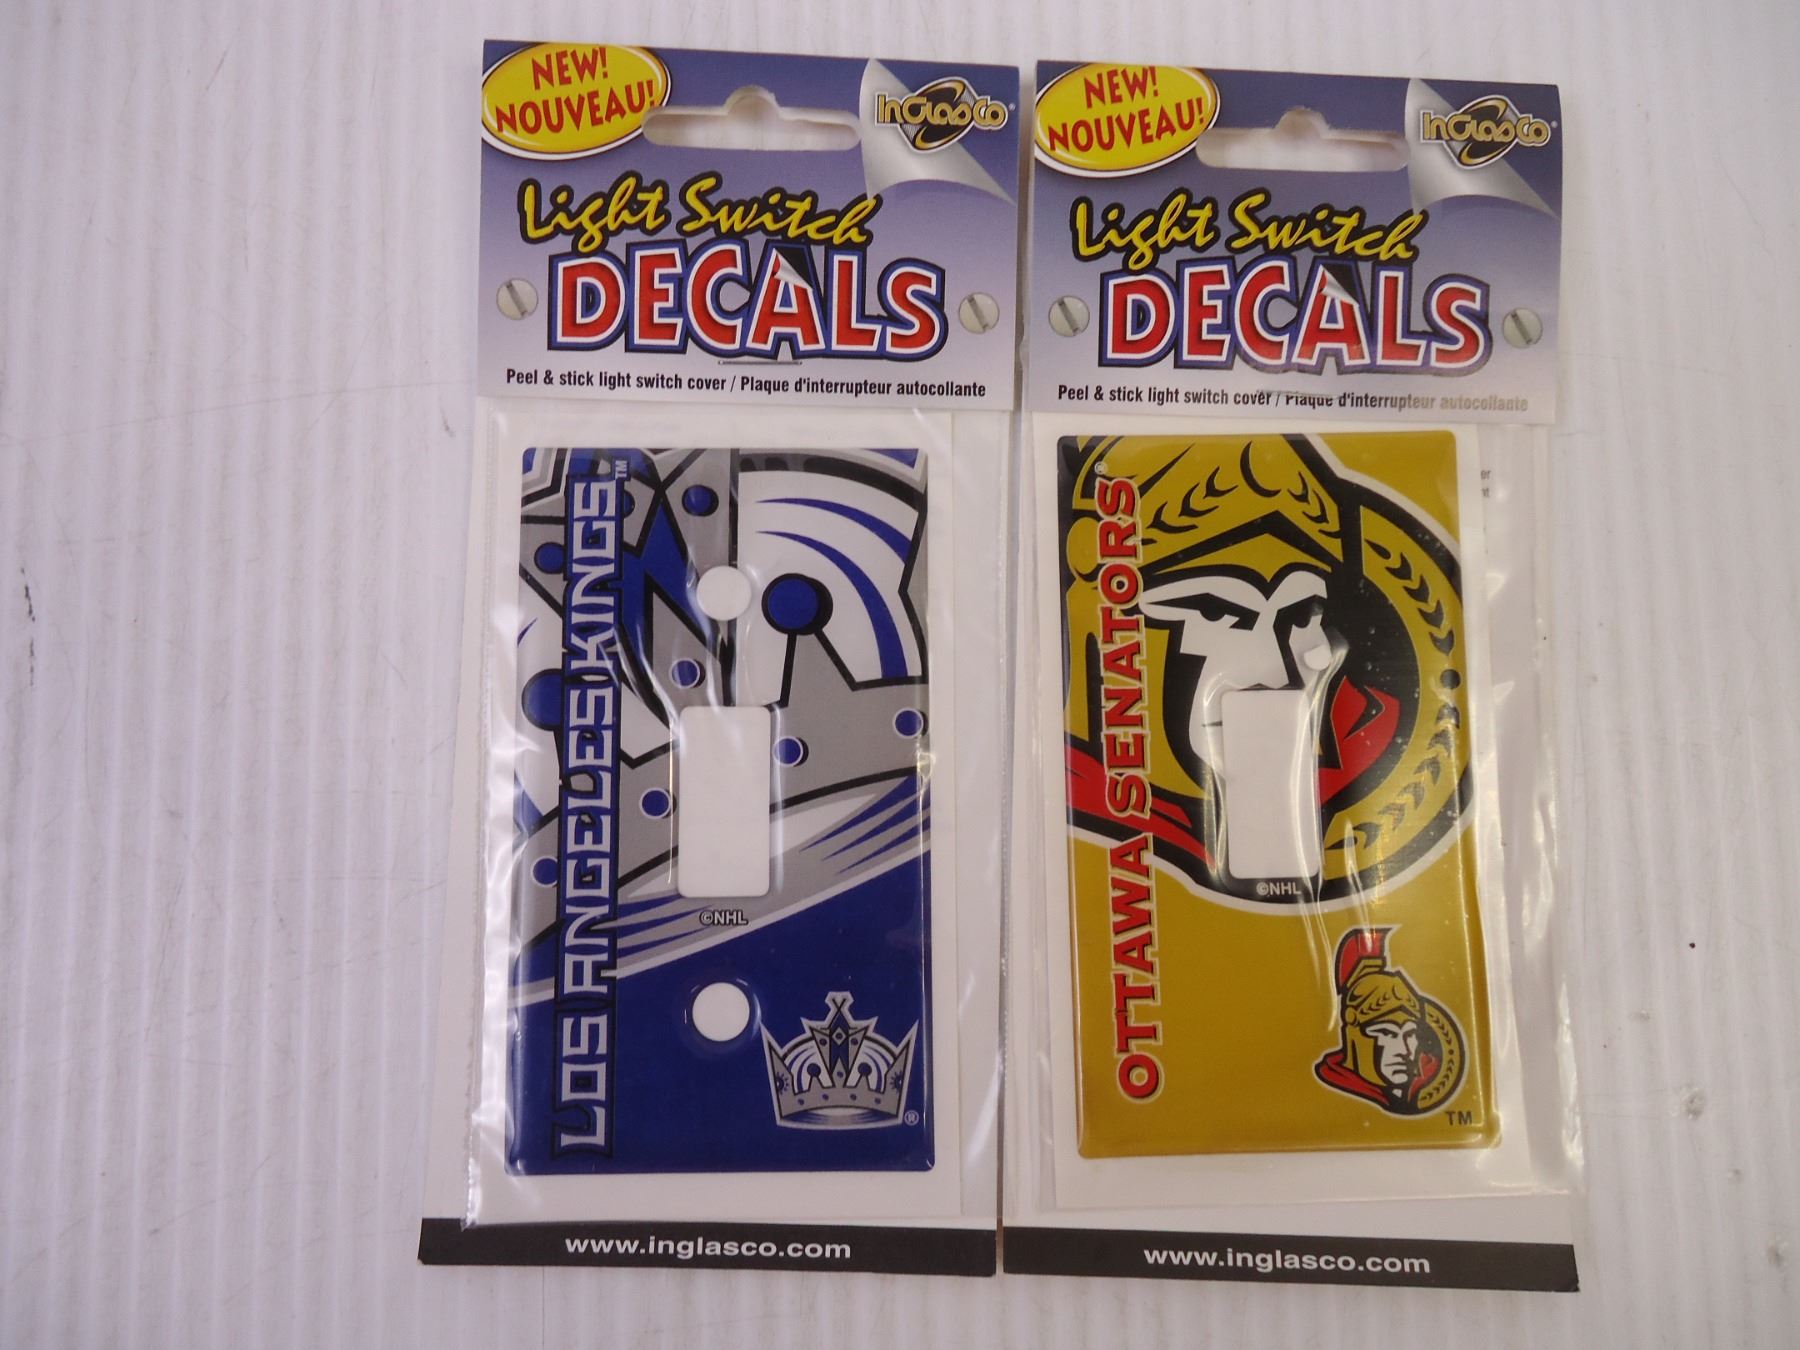 NEW!
NOUVEAU!
InGlasCo®
Light Switch
DECALS
Peel & stick light switch cover / Plaque d'interrupteur autocollante
LOS ANGELES KINGS™
©NHL
®
www.inglasco.com
NEW!
NOUVEAU!
InGlasCo®
Light Switch
DECALS
Peel & stick light switch cover / Plaque d'interrupteur autocollante
OTTAWA SENATORS®
©NHL
TM
www.inglasco.com